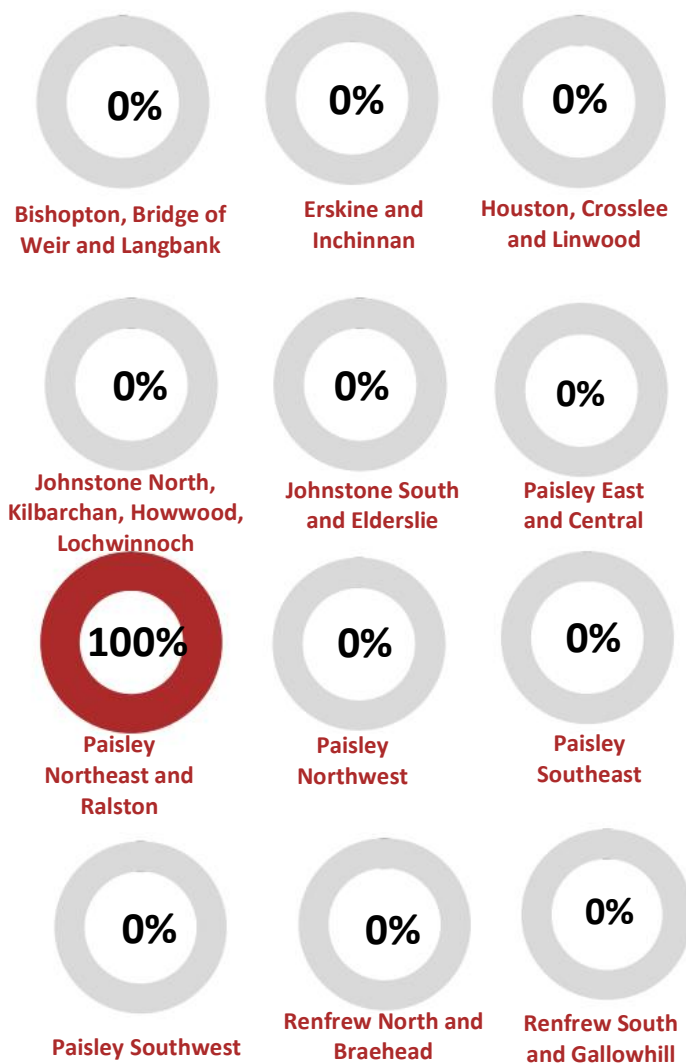 0%
Bishopton, Bridge of
Weir and Langbank
0%
Erskine and
Inchinnan
0%
Houston, Crosslee
and Linwood
0%
Johnstone North,
Kilbarchan, Howwood,
Lochwinnoch
0%
Johnstone South
and Elderslie
0%
Paisley East
and Central
100%
Paisley
Northeast and
Ralston
0%
Paisley
Northwest
0%
Paisley
Southeast
0%
Paisley Southwest
0%
Renfrew North and
Braehead
0%
Renfrew South
and Gallowhill